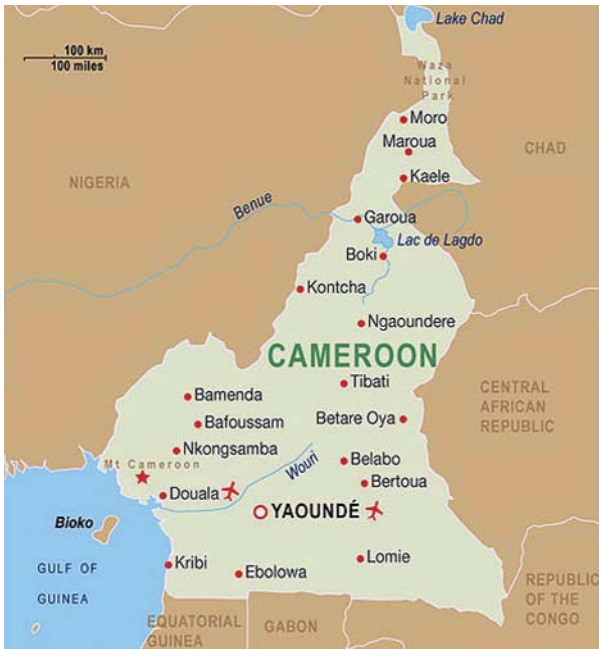 Lake Chad
100 km
100 miles
Waza
National
Park
Moro
Maroua
CHAD
Kaele
NIGERIA
Benue
Garoua
Lac de Lagdo
Boki
Kontcha
Ngaoundere
CAMEROON
Tibati
Bamenda
CENTRAL
AFRICAN
REPUBLIC
Betare Oya
Bafoussam
Nkongsamba
Mt Cameroon
Wouri
Belabo
Bertoua
Douala
YAOUNDÉ
Bioko
Lomie
Kribi
Ebolowa
GULF OF
GUINEA
REPUBLIC
OF THE
CONGO
EQUATORIAL
GUINEA
GABON